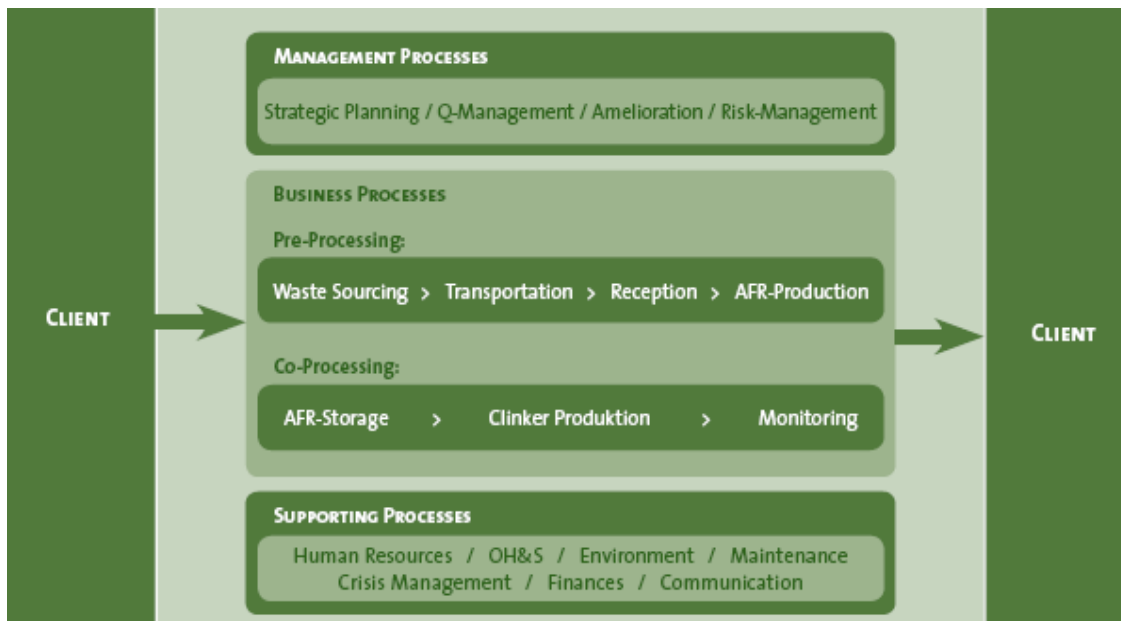 MANAGEMENT PROCESSES
Strategic Planning / Q-Management / Amelioration / Risk-Management
BUSINESS PROCESSES
Pre-Processing:
Waste Sourcing > Transportation > Reception > AFR-Production
CLIENT
CLIENT
Co-Processing:
AFR-Storage > Clinker Produktion > Monitoring
SUPPORTING PROCESSES
Human Resources / OH&S / Environment / Maintenance
Crisis Management / Finances / Communication